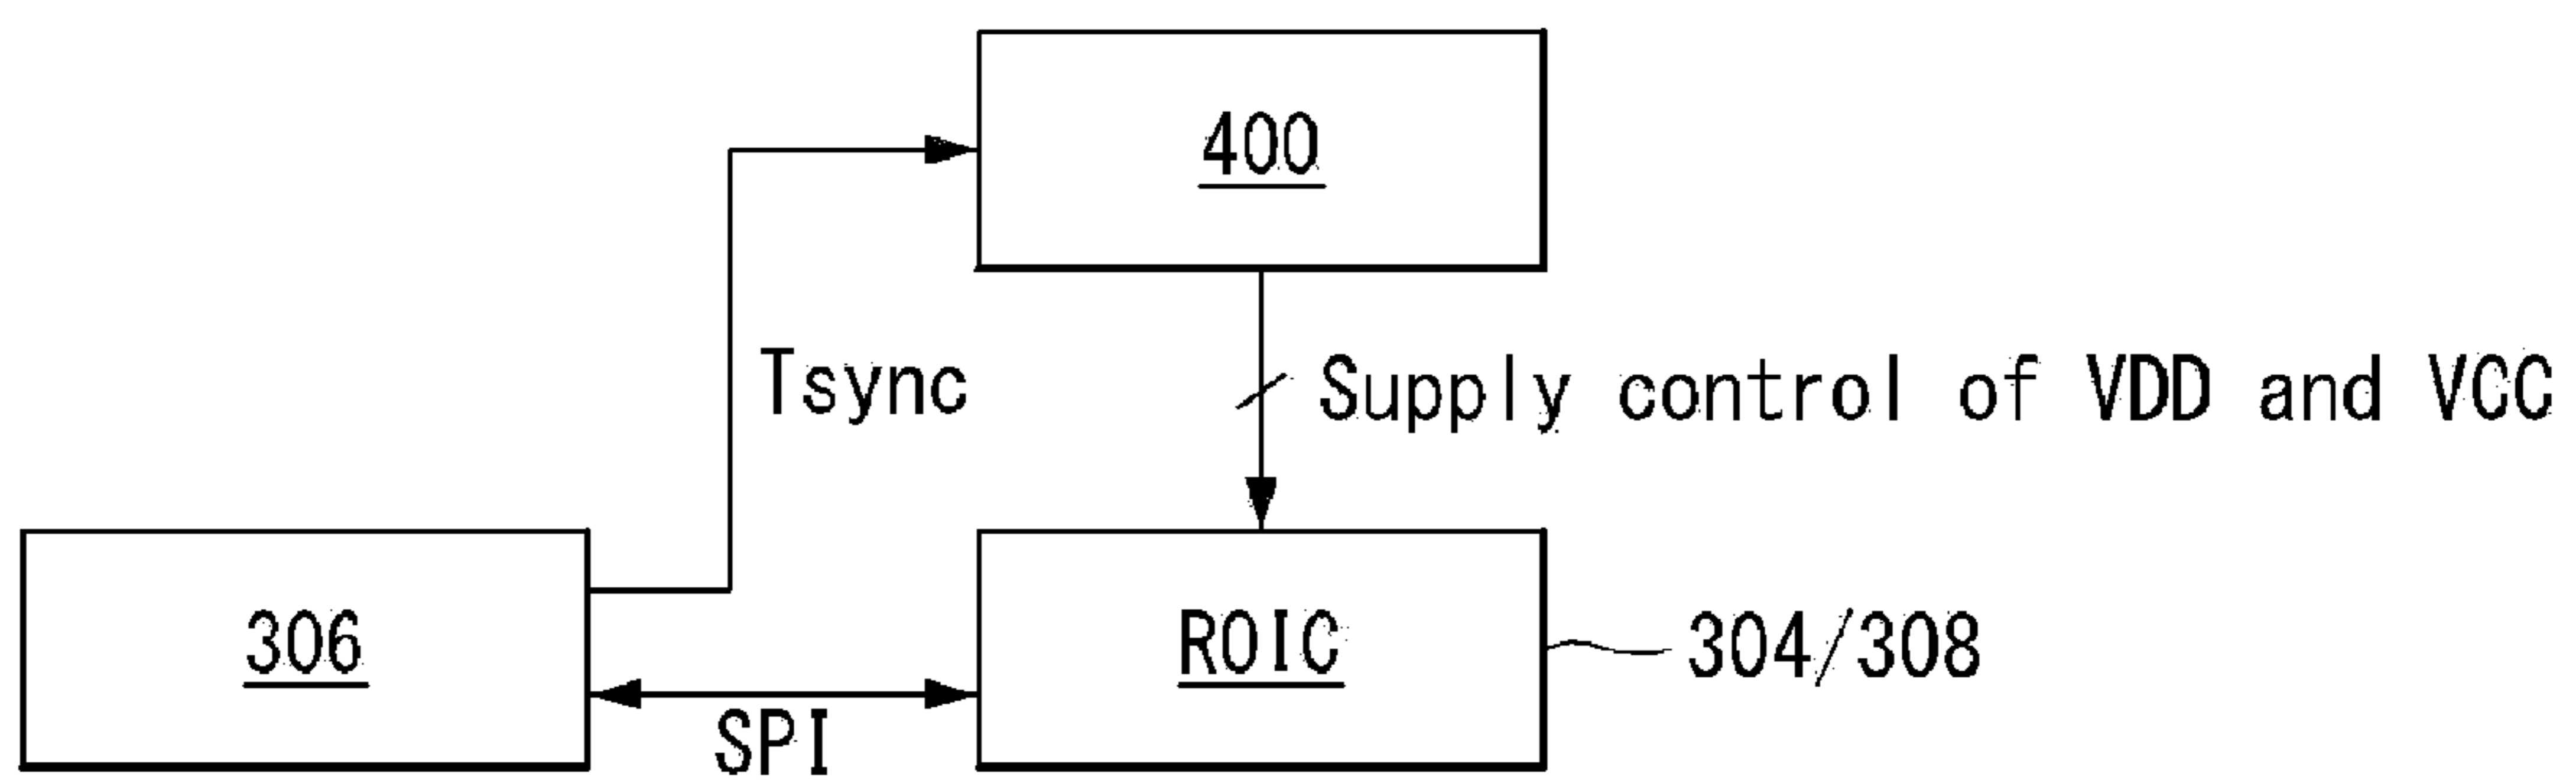 400
Tsync
Supply control of VDD and VCC
306
ROIC
304/308
SPI